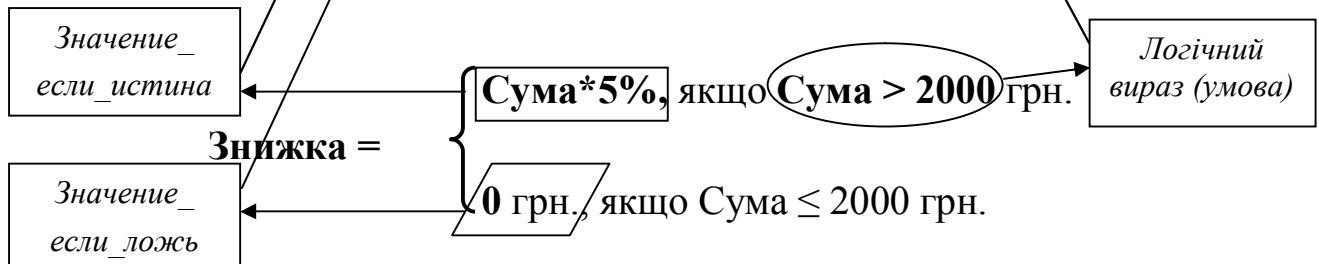 Значение_
если_истина
Сума*5%, якщо Сума > 2000 грн.
Логічний
вираз (умова)
Знижка =
Значение_
если_ложь
0 грн., якщо Сума ≤ 2000 грн.